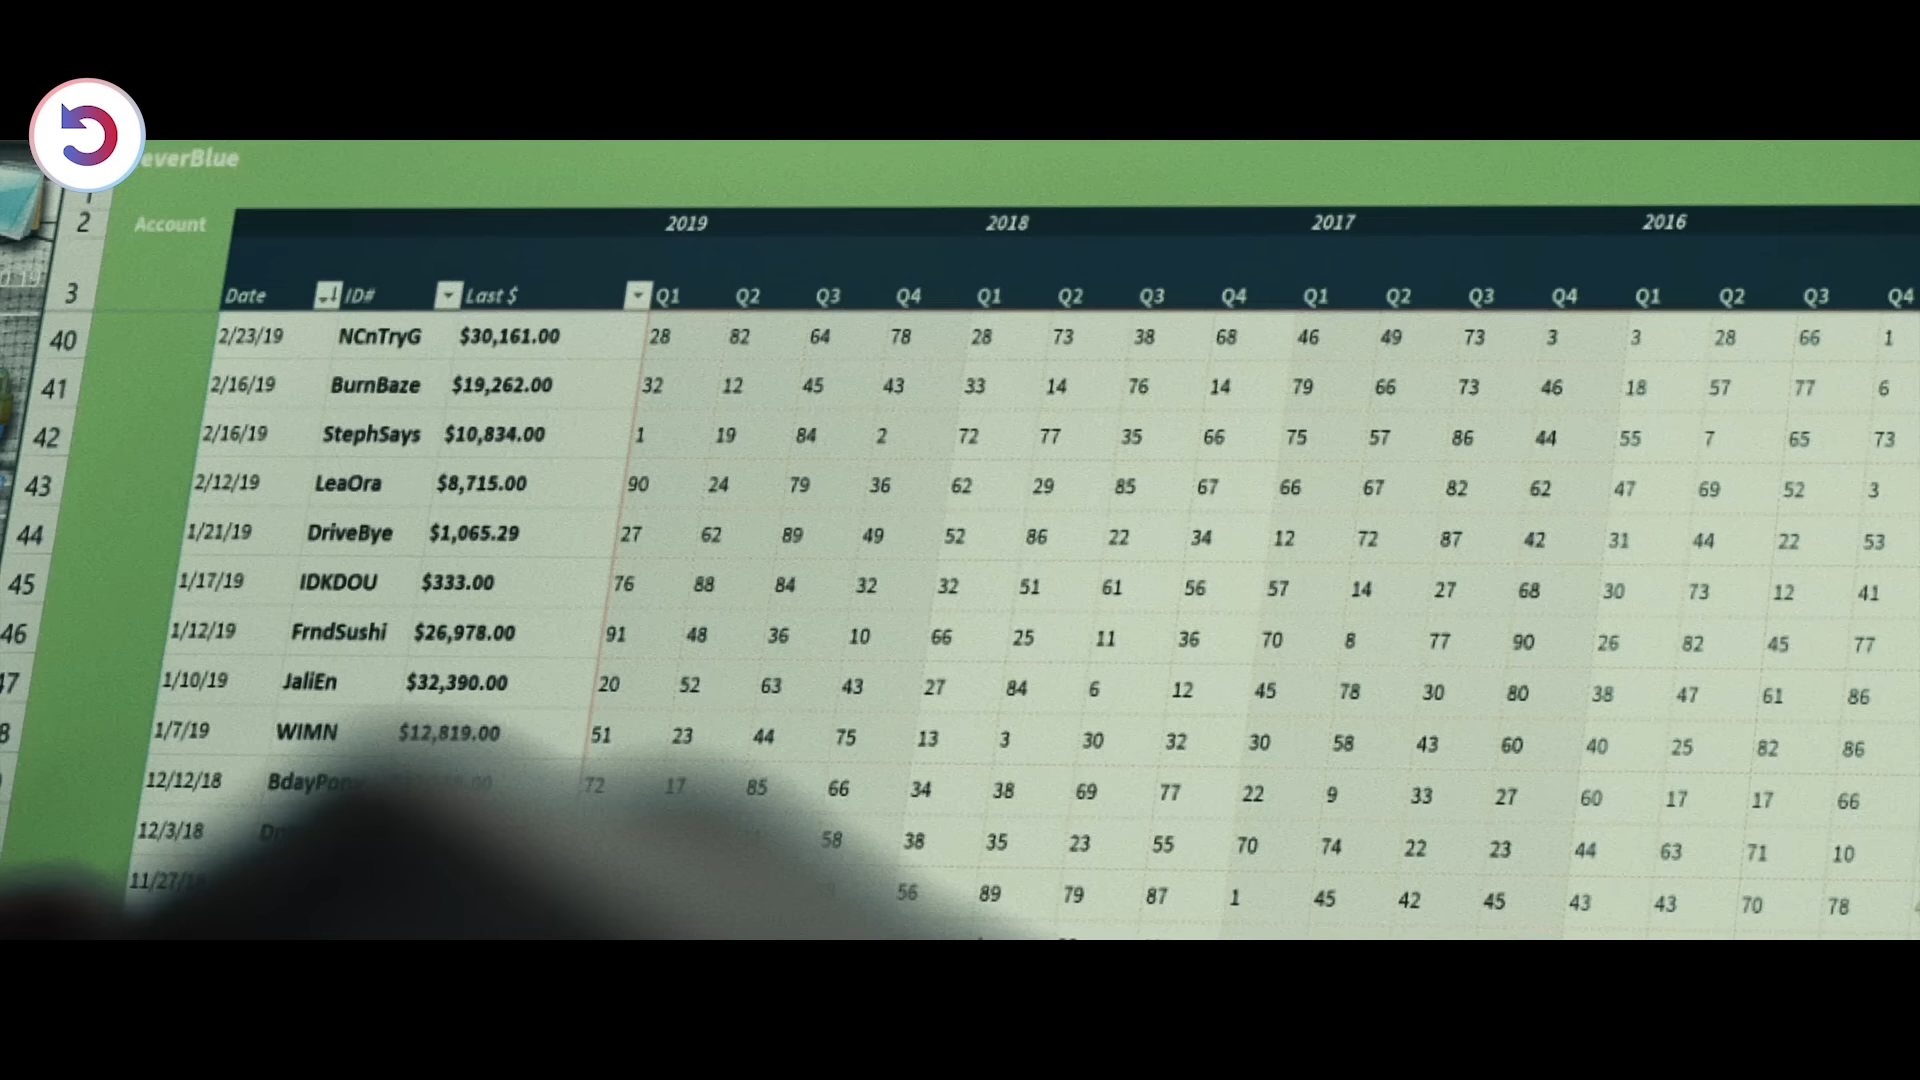 everBlue
1
2 Account 2019 2018 2017 2016
3 Date ID# Last $ Q1 Q2 Q3 Q4 Q1 Q2 Q3 Q4 Q1 Q2 Q3 Q4 Q1 Q2 Q3 Q4
40 2/23/19 NCnTryG $30,161.00 28 82 64 78 28 73 38 68 46 49 73 3 3 28 66 1
41 2/16/19 BurnBaze $19,262.00 32 12 45 43 33 14 76 14 79 66 73 46 18 57 77 6
42 2/16/19 StephSays $10,834.00 1 19 84 2 72 77 35 66 75 57 86 44 55 7 65 73
43 2/12/19 LeaOra $8,715.00 90 24 79 36 62 29 85 67 66 67 82 62 47 69 52 3
44 1/21/19 DriveBye $1,065.29 27 62 89 49 52 86 22 34 12 72 87 42 31 44 22 53
45 1/17/19 IDKDOU $333.00 76 88 84 32 32 51 61 56 57 14 27 68 30 73 12 41
46 1/12/19 FrndSushi $26,978.00 91 48 36 10 66 25 11 36 70 8 77 90 26 82 45 77
47 1/10/19 JaliEn $32,390.00 20 52 63 43 27 84 6 12 45 78 30 80 38 47 61 86
8 1/7/19 WIMN $12,819.00 51 23 44 75 13 3 30 32 30 58 43 60 40 25 82 86
12/12/18 72 17 85 66 34 38 69 77 22 9 33 27 60 17 17 66
12/3/18 58 38 35 23 55 70 74 22 23 44 63 71 10
56 89 79 87 1 45 42 45 43 43 70 78